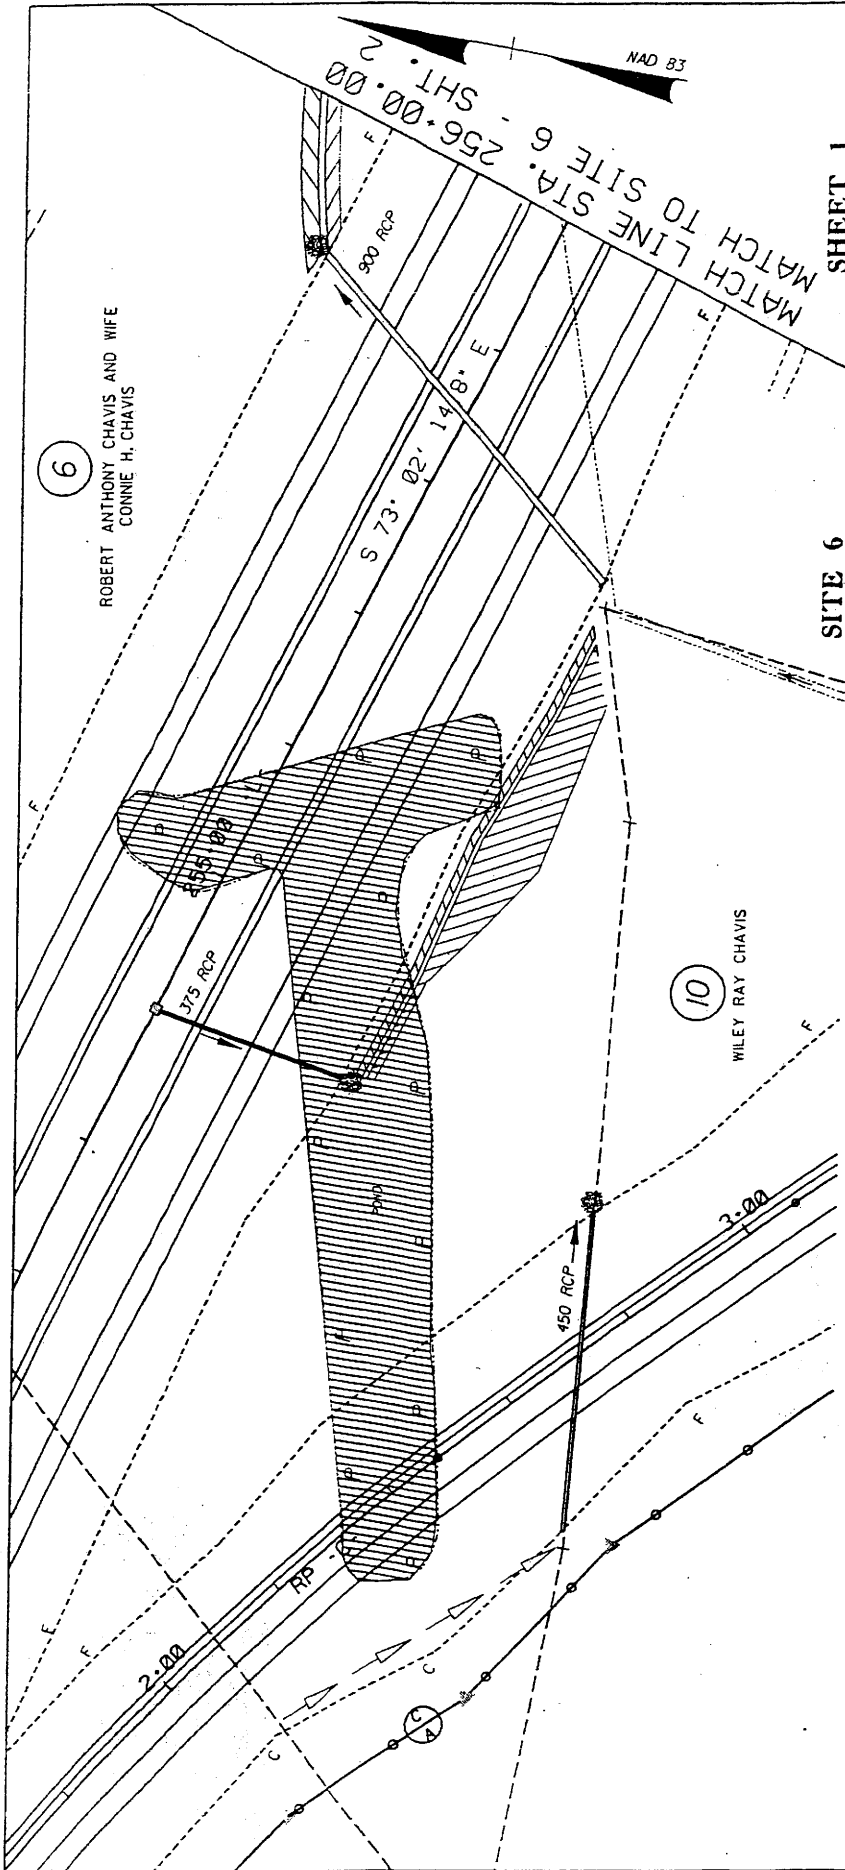 NAD 83
MATCH LINE STA. 256+00.00
MATCH TO SITE 6 - SHT. 2
SHEET 1
SITE 6
6
ROBERT ANTHONY CHAVIS AND WIFE
CONNIE H. CHAVIS
F
900 RCP
S 73° 02' 14.8" E
F
F
-L-
255+00
375 RCP
POND
10
WILEY RAY CHAVIS
F
450 RCP
3+00
F
E
F
RP
2+00
C
C
C
A